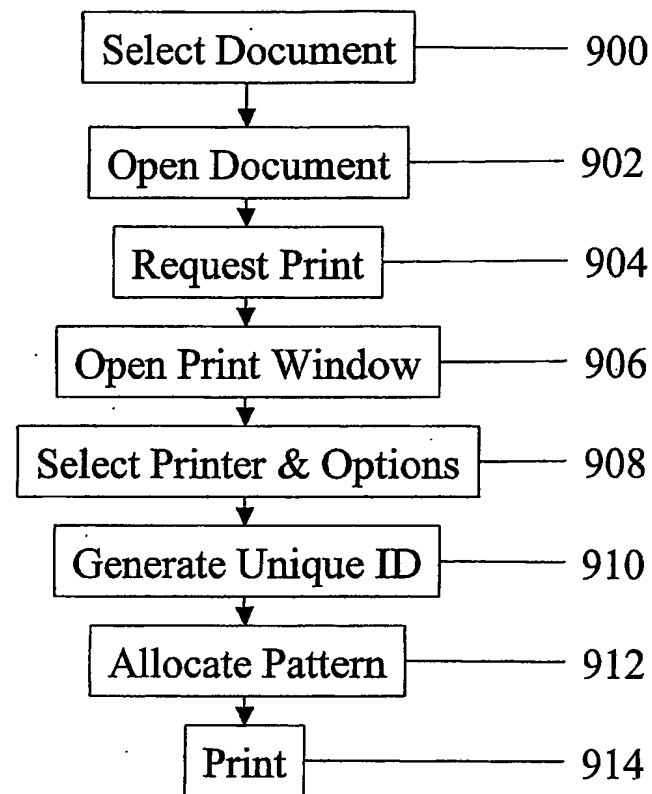 Select Document 900
Open Document 902
Request Print 904
Open Print Window 906
Select Printer & Options 908
Generate Unique ID 910
Allocate Pattern 912
Print 914